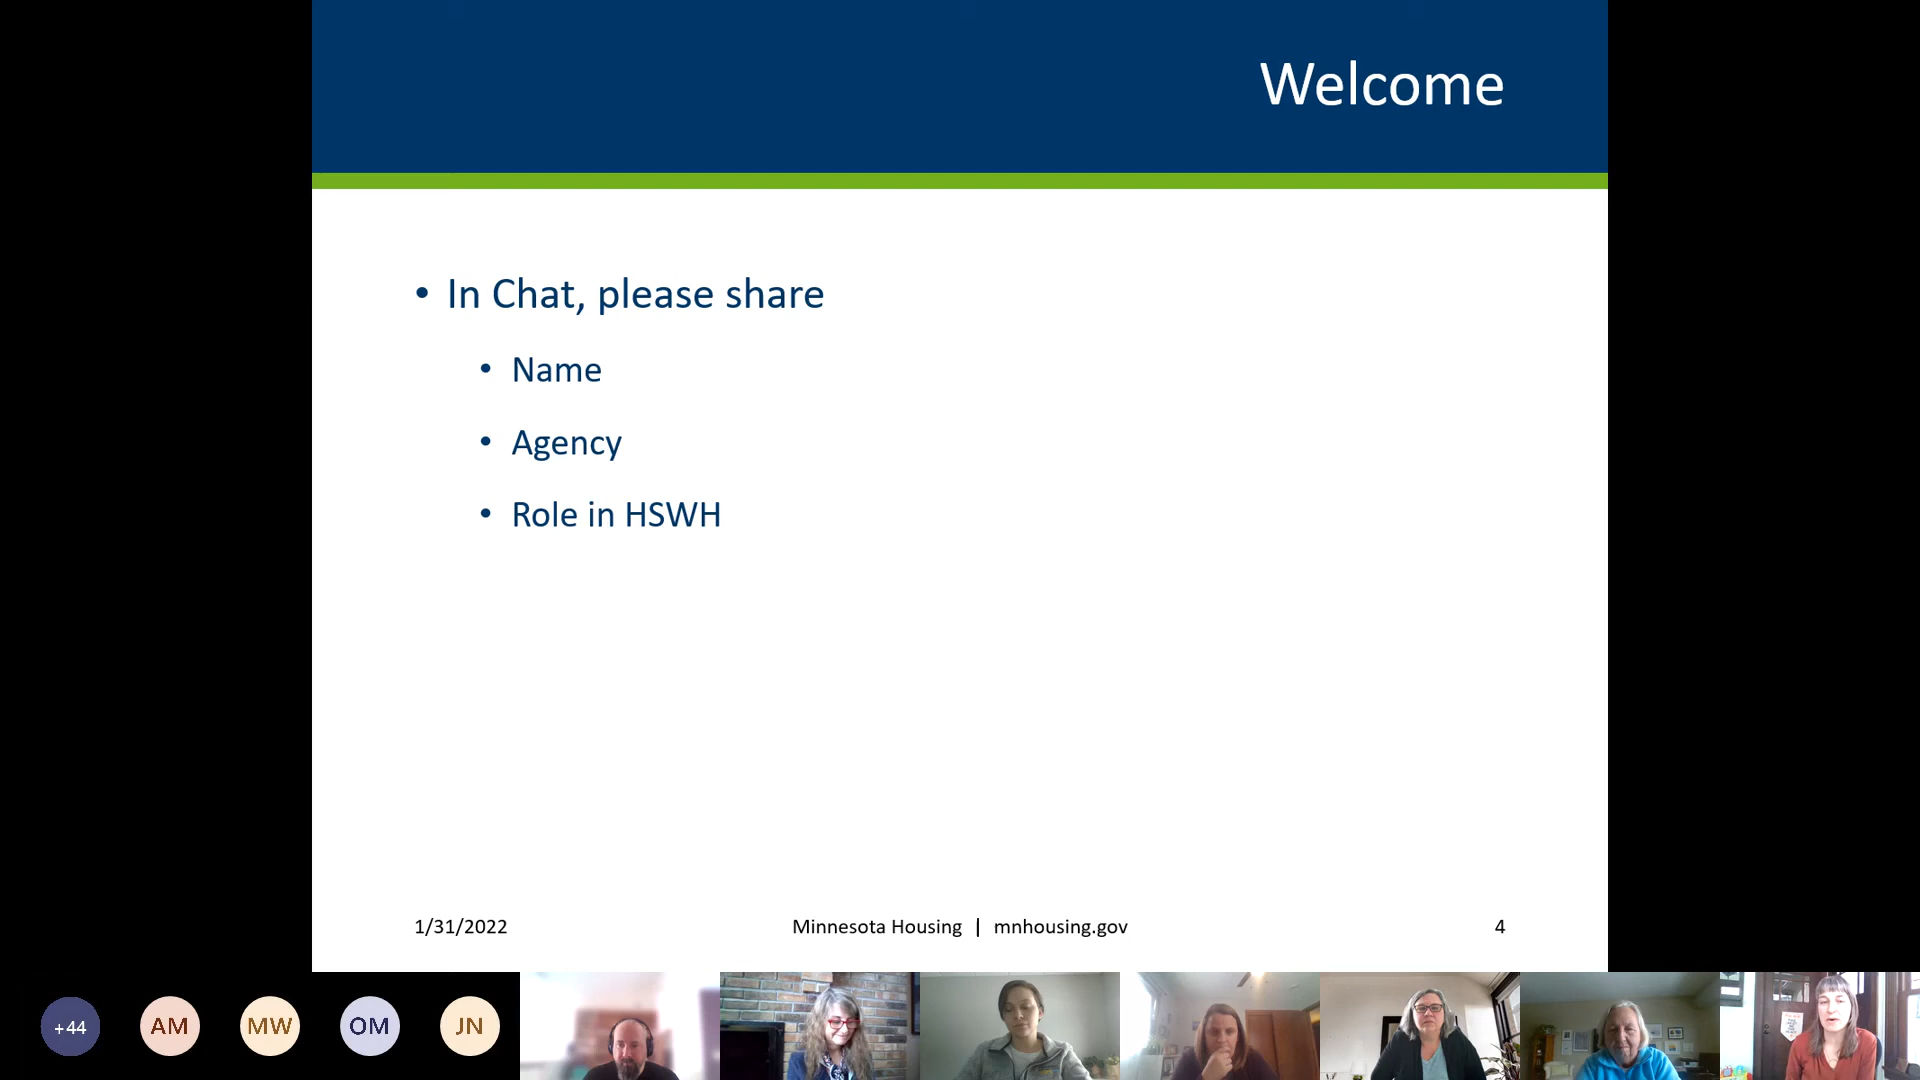 Welcome
• In Chat, please share
• Name
• Agency
• Role in HSWH
1/31/2022
Minnesota Housing | mnhousing.gov
4
+44
AM
MW
OM
JN